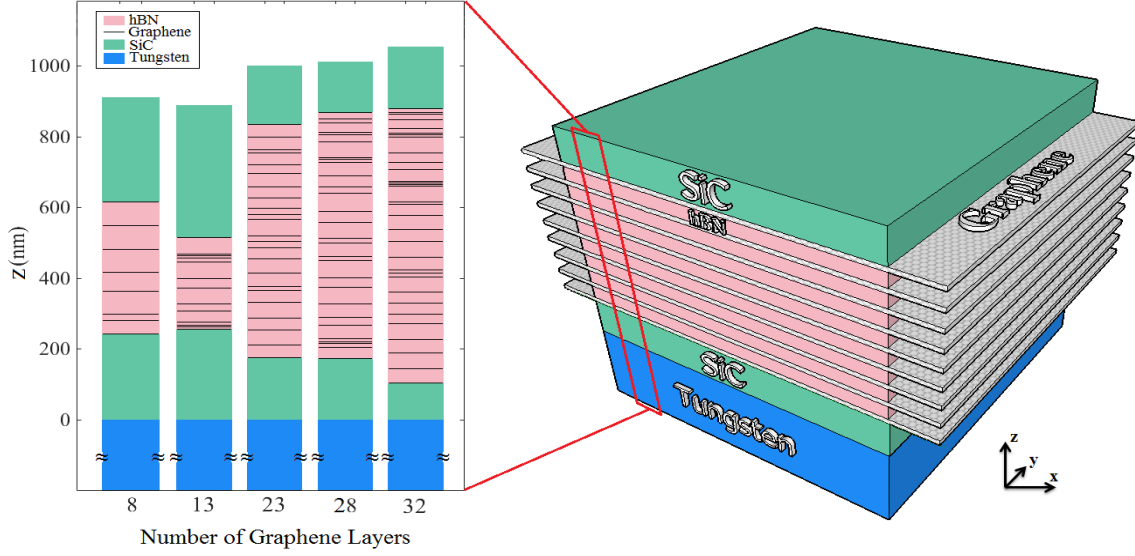 hBN
Graphene
SiC
Tungsten
1000
800
600
400
200
0
z(nm)
8 13 23 28 32
Number of Graphene Layers
SiC
hBN
Graphene
SiC
Tungsten
z
y
x